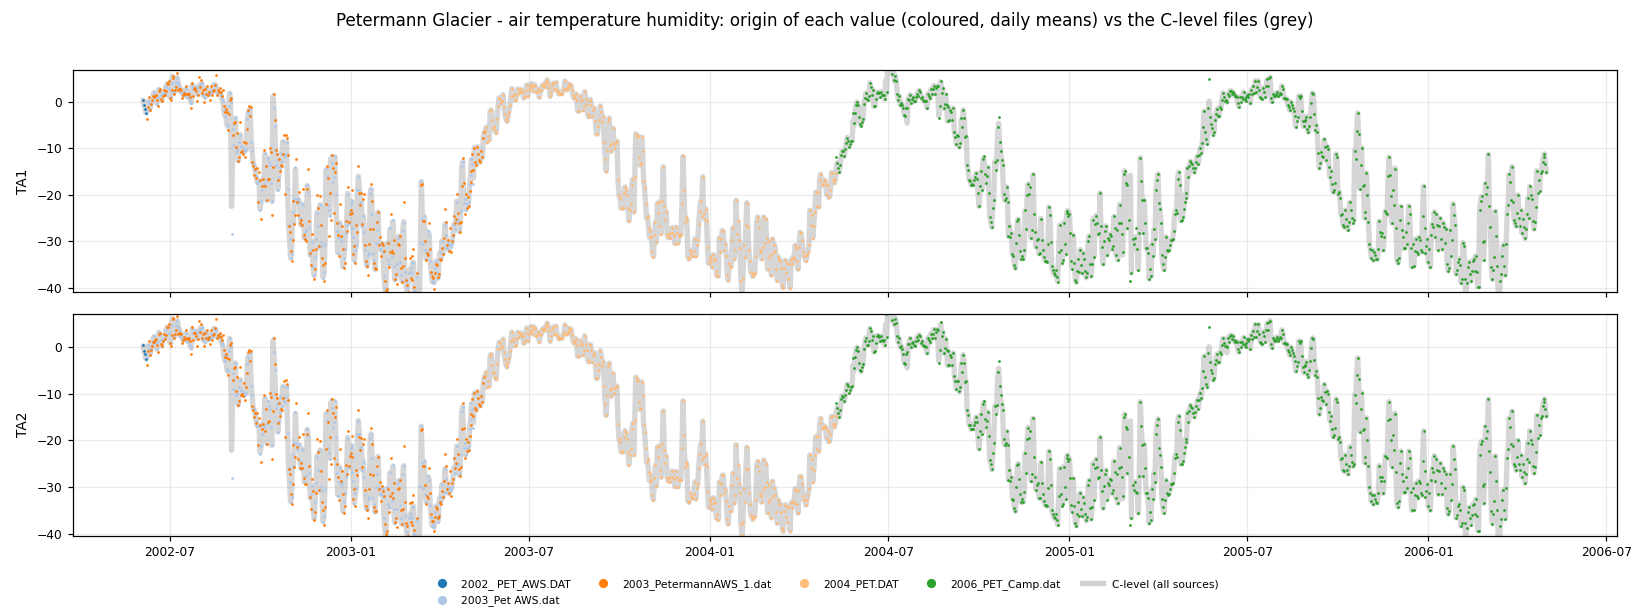 Petermann Glacier - air temperature humidity: origin of each value (coloured, daily means) vs the C-level files (grey)
TA1
0
−10
−20
−30
−40
TA2
0
−10
−20
−30
−40
2002-07
2003-01
2003-07
2004-01
2004-07
2005-01
2005-07
2006-01
2006-07
2002_ PET_AWS.DAT
2003_PetermannAWS_1.dat
2004_PET.DAT
2006_PET_Camp.dat
C-level (all sources)
2003_Pet AWS.dat